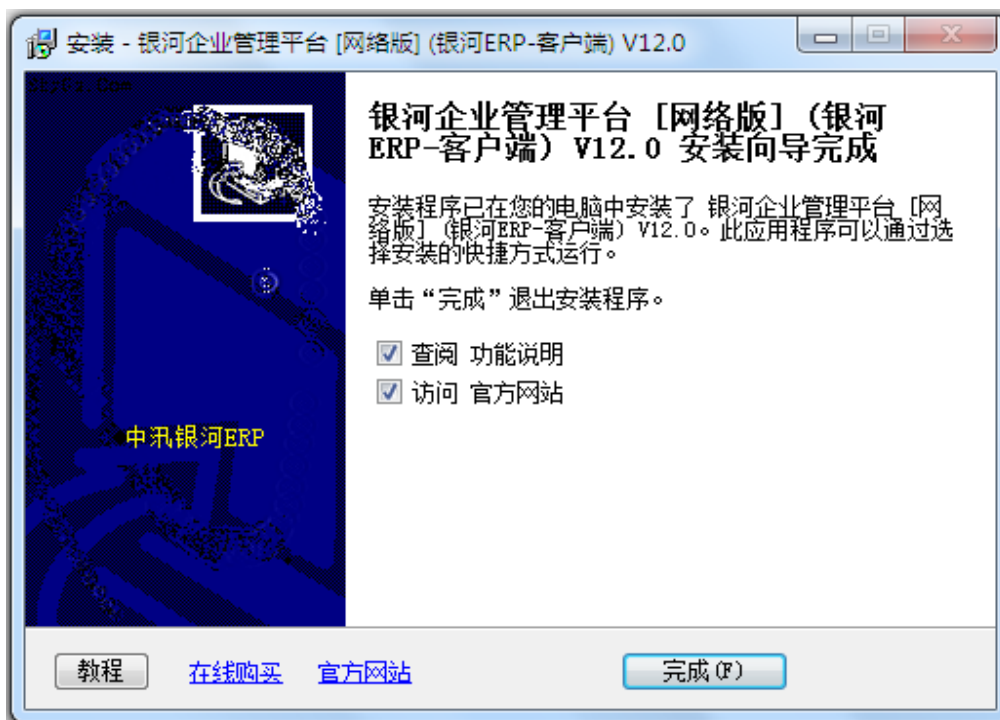 安装 - 银河企业管理平台 [网络版] (银河ERP-客户端) V12.0
银河企业管理平台 [网络版] (银河
ERP-客户端) V12.0 安装向导完成
安装程序已在您的电脑中安装了 银河企业管理平台 [网
络版] (银河ERP-客户端) V12.0。此应用程序可以通过选
择安装的快捷方式运行。
单击“完成”退出安装程序。
查阅 功能说明
访问 官方网站
中汛银河ERP
教程
在线购买
官方网站
完成(F)